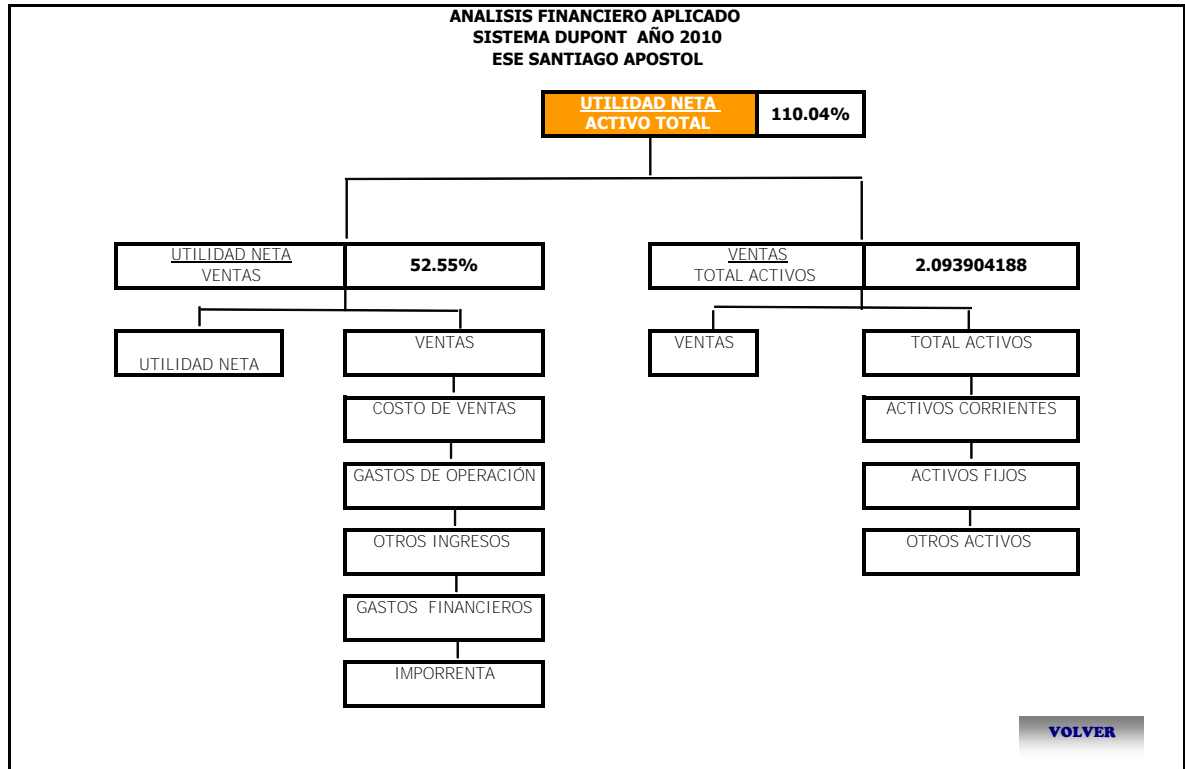 ANALISIS FINANCIERO APLICADO
SISTEMA DUPONT AÑO 2010
ESE SANTIAGO APOSTOL
UTILIDAD NETA
ACTIVO TOTAL
110.04%
UTILIDAD NETA
VENTAS
52.55%
VENTAS
TOTAL ACTIVOS
2.093904188
UTILIDAD NETA
VENTAS
VENTAS
TOTAL ACTIVOS
COSTO DE VENTAS
ACTIVOS CORRIENTES
GASTOS DE OPERACIÓN
ACTIVOS FIJOS
OTROS INGRESOS
OTROS ACTIVOS
GASTOS FINANCIEROS
IMPORRENTA
VOLVER